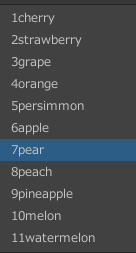 1cherry
2strawberry
3grape
4orange
5persimmon
6apple
7pear
8peach
9pineapple
10melon
11watermelon